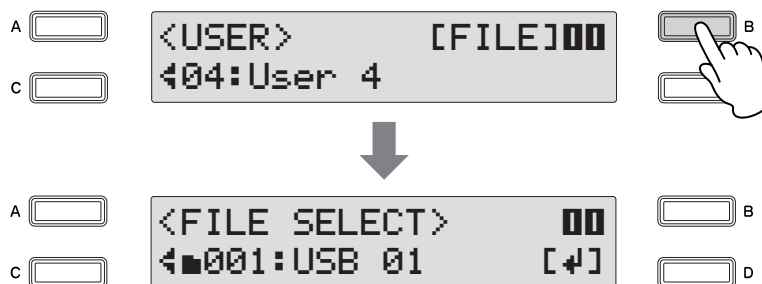 A <USER> [FILE] B
C ◀04:User 4
A <FILE SELECT> B
C ◀001:USB 01 [↲] D